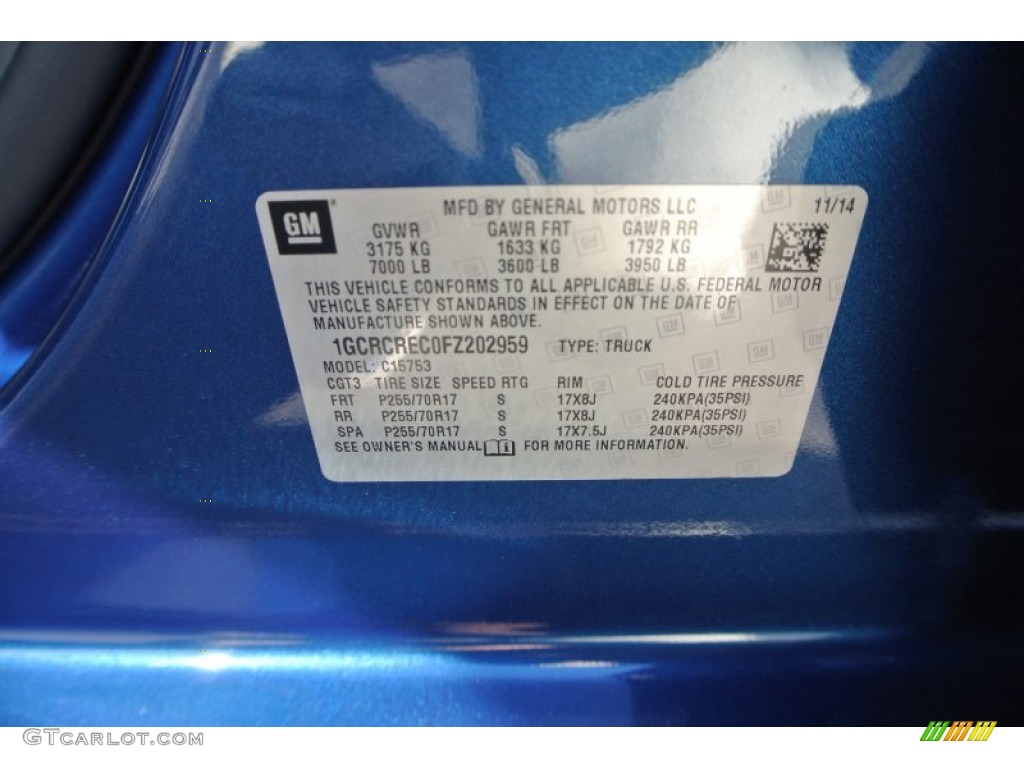 GM
MFD BY GENERAL MOTORS LLC 11/14
GVWR GAWR FRT GAWR RR
3175 KG 1633 KG 1792 KG
7000 LB 3600 LB 3950 LB
THIS VEHICLE CONFORMS TO ALL APPLICABLE U.S. FEDERAL MOTOR
VEHICLE SAFETY STANDARDS IN EFFECT ON THE DATE OF
MANUFACTURE SHOWN ABOVE.
1GCRCREC0FZ202959 TYPE: TRUCK
MODEL: C15753
CGT3 TIRE SIZE SPEED RTG RIM COLD TIRE PRESSURE
FRT P255/70R17 S 17X8J 240KPA(35PSI)
RR P255/70R17 S 17X8J 240KPA(35PSI)
SPA P255/70R17 S 17X7.5J 240KPA(35PSI)
SEE OWNER'S MANUAL FOR MORE INFORMATION.
GTCARLOT.COM